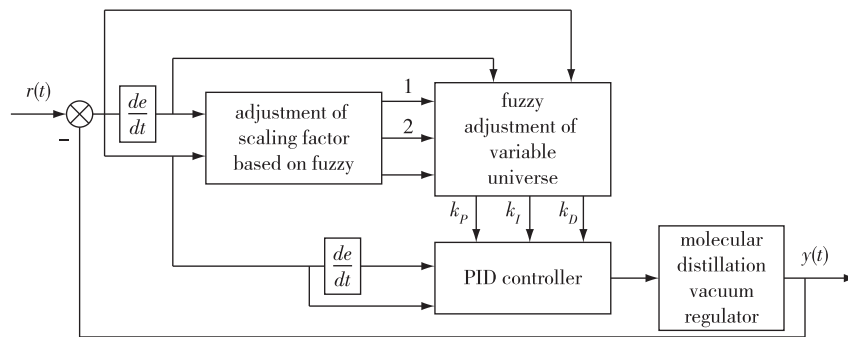 r(t)
−
de
dt
adjustment of
scaling factor
based on fuzzy
1
2
fuzzy
adjustment of
variable
universe
k_P
k_I
k_D
de
dt
PID controller
molecular
distillation
vacuum
regulator
y(t)